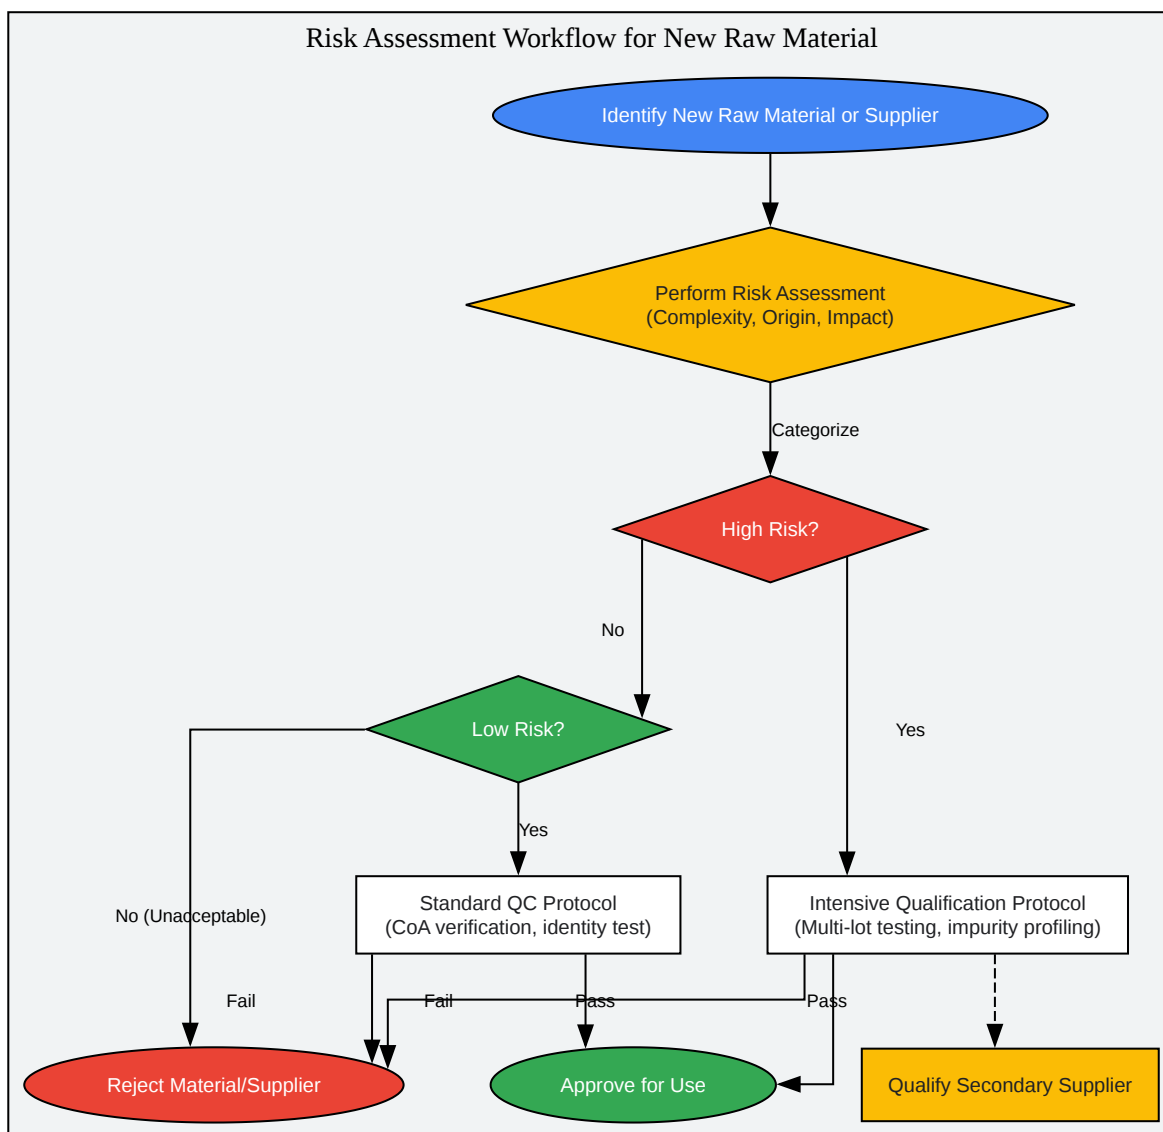 Risk Assessment Workflow for New Raw Material
Identify New Raw Material or Supplier
Perform Risk Assessment
(Complexity, Origin, Impact)
Categorize
High Risk?
No
Low Risk?
Yes
Yes
Standard QC Protocol
(CoA verification, identity test)
Intensive Qualification Protocol
(Multi-lot testing, impurity profiling)
No (Unacceptable)
Fail
Fail
Pass
Pass
Reject Material/Supplier
Approve for Use
Qualify Secondary Supplier